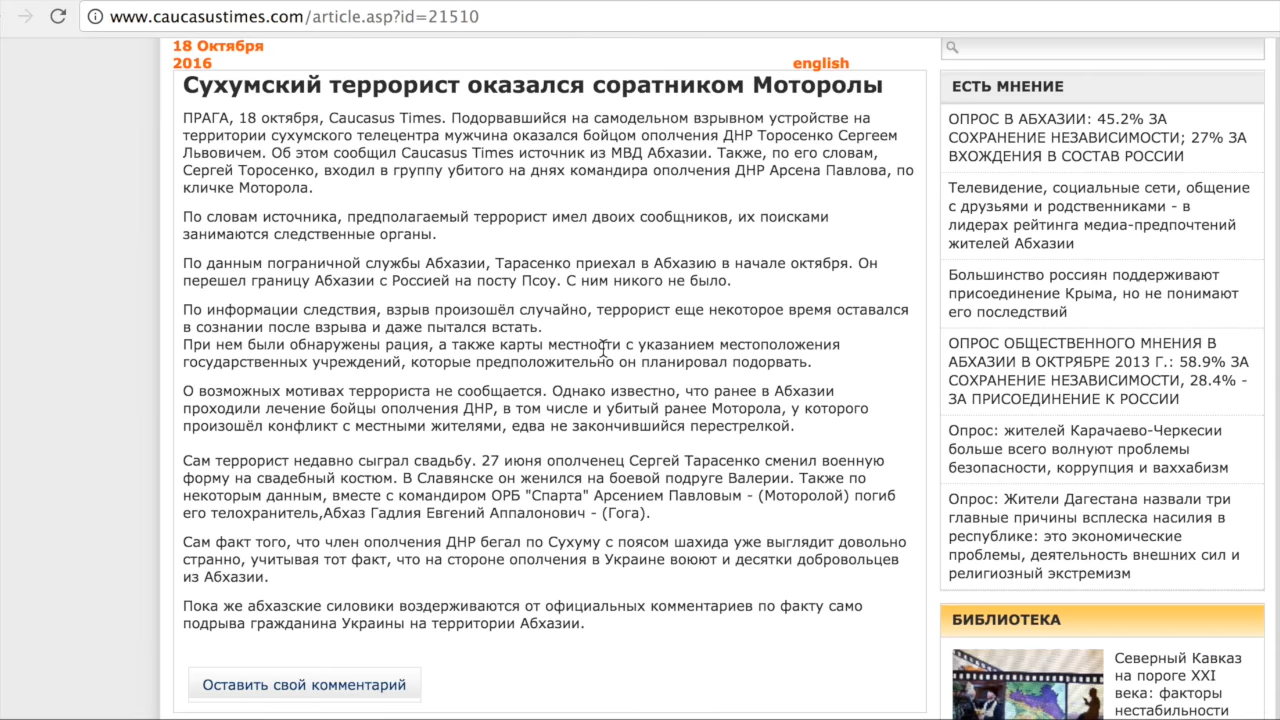 www.caucasustimes.com/article.asp?id=21510
18 Октября
2016
english
Сухумский террорист оказался соратником Моторолы
ПРАГА, 18 октября, Caucasus Times. Подорвавшийся на самодельном взрывном устройстве на
территории сухумского телецентра мужчина оказался бойцом ополчения ДНР Торосенко Сергеем
Львовичем. Об этом сообщил Caucasus Times источник из МВД Абхазии. Также, по его словам,
Сергей Торосенко, входил в группу убитого на днях командира ополчения ДНР Арсена Павлова, по
кличке Моторола.
По словам источника, предполагаемый террорист имел двоих сообщников, их поисками
занимаются следственные органы.
По данным пограничной службы Абхазии, Тарасенко приехал в Абхазию в начале октября. Он
перешел границу Абхазии с Россией на посту Псоу. С ним никого не было.
По информации следствия, взрыв произошёл случайно, террорист еще некоторое время оставался
в сознании после взрыва и даже пытался встать.
При нем были обнаружены рация, а также карты местности с указанием местоположения
государственных учреждений, которые предположительно он планировал подорвать.
О возможных мотивах террориста не сообщается. Однако известно, что ранее в Абхазии
проходили лечение бойцы ополчения ДНР, в том числе и убитый ранее Моторола, у которого
произошёл конфликт с местными жителями, едва не закончившийся перестрелкой.
Сам террорист недавно сыграл свадьбу. 27 июня ополченец Сергей Тарасенко сменил военную
форму на свадебный костюм. В Славянске он женился на боевой подруге Валерии. Также по
некоторым данным, вместе с командиром ОРБ "Спарта" Арсением Павловым - (Моторолой) погиб
его телохранитель,Абхаз Гадлия Евгений Аппалонович - (Гога).
Сам факт того, что член ополчения ДНР бегал по Сухуму с поясом шахида уже выглядит довольно
странно, учитывая тот факт, что на стороне ополчения в Украине воюют и десятки добровольцев
из Абхазии.
Пока же абхазские силовики воздерживаются от официальных комментариев по факту само
подрыва гражданина Украины на территории Абхазии.
Оставить свой комментарий
ЕСТЬ МНЕНИЕ
ОПРОС В АБХАЗИИ: 45.2% ЗА
СОХРАНЕНИЕ НЕЗАВИСИМОСТИ; 27% ЗА
ВХОЖДЕНИЯ В СОСТАВ РОССИИ
Телевидение, социальные сети, общение
с друзьями и родственниками - в
лидерах рейтинга медиа-предпочтений
жителей Абхазии
Большинство россиян поддерживают
присоединение Крыма, но не понимают
его последствий
ОПРОС ОБЩЕСТВЕННОГО МНЕНИЯ В
АБХАЗИИ В ОКТРЯБРЕ 2013 Г.: 58.9% ЗА
СОХРАНЕНИЕ НЕЗАВИСИМОСТИ, 28.4% -
ЗА ПРИСОЕДИНЕНИЕ К РОССИИ
Опрос: жителей Карачаево-Черкесии
больше всего волнуют проблемы
безопасности, коррупция и ваххабизм
Опрос: Жители Дагестана назвали три
главные причины всплеска насилия в
республике: это экономические
проблемы, деятельность внешних сил и
религиозный экстремизм
БИБЛИОТЕКА
Северный Кавказ
на пороге XXI
века: факторы
нестабильности